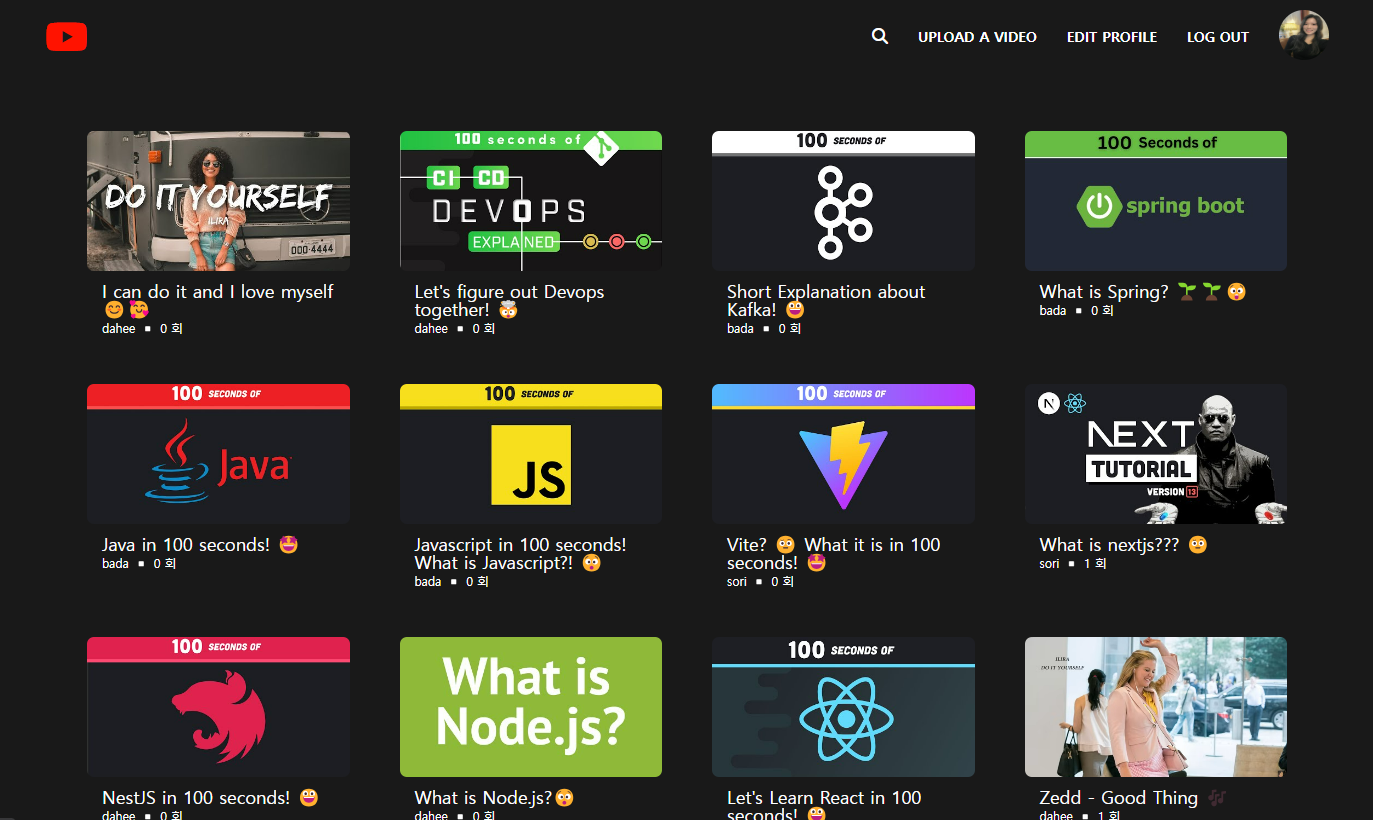 UPLOAD A VIDEO
EDIT PROFILE
LOG OUT
DO IT YOURSELF
ILIRA
000-4444
I can do it and I love myself
😊🥰
dahee ▪ 0 회
100 seconds of
CI CD
DEVOPS
EXPLAINED
Let's figure out Devops
together! 🤯
dahee ▪ 0 회
100 SECONDS OF
Short Explanation about
Kafka! 😀
bada ▪ 0 회
100 Seconds of
spring boot
What is Spring? 🌱🌱😳
bada ▪ 0 회
100 SECONDS OF
Java
Java in 100 seconds! 🤩
bada ▪ 0 회
100 SECONDS OF
JS
Javascript in 100 seconds!
What is Javascript?! 😲
bada ▪ 0 회
100 SECONDS OF
Vite? 😳 What it is in 100
seconds! 🤩
sori ▪ 0 회
N
NEXT
TUTORIAL
VERSION 13
What is nextjs??? 😳
sori ▪ 1 회
100 SECONDS OF
NestJS in 100 seconds! 😀
dahee ▪ 0 회
What is
Node.js?
What is Node.js?😲
dahee ▪ 0 회
100 SECONDS OF
Let's Learn React in 100
seconds! 😀
ILIRA
DO IT YOURSELF
Zedd - Good Thing 🎶
dahee ▪ 1 회